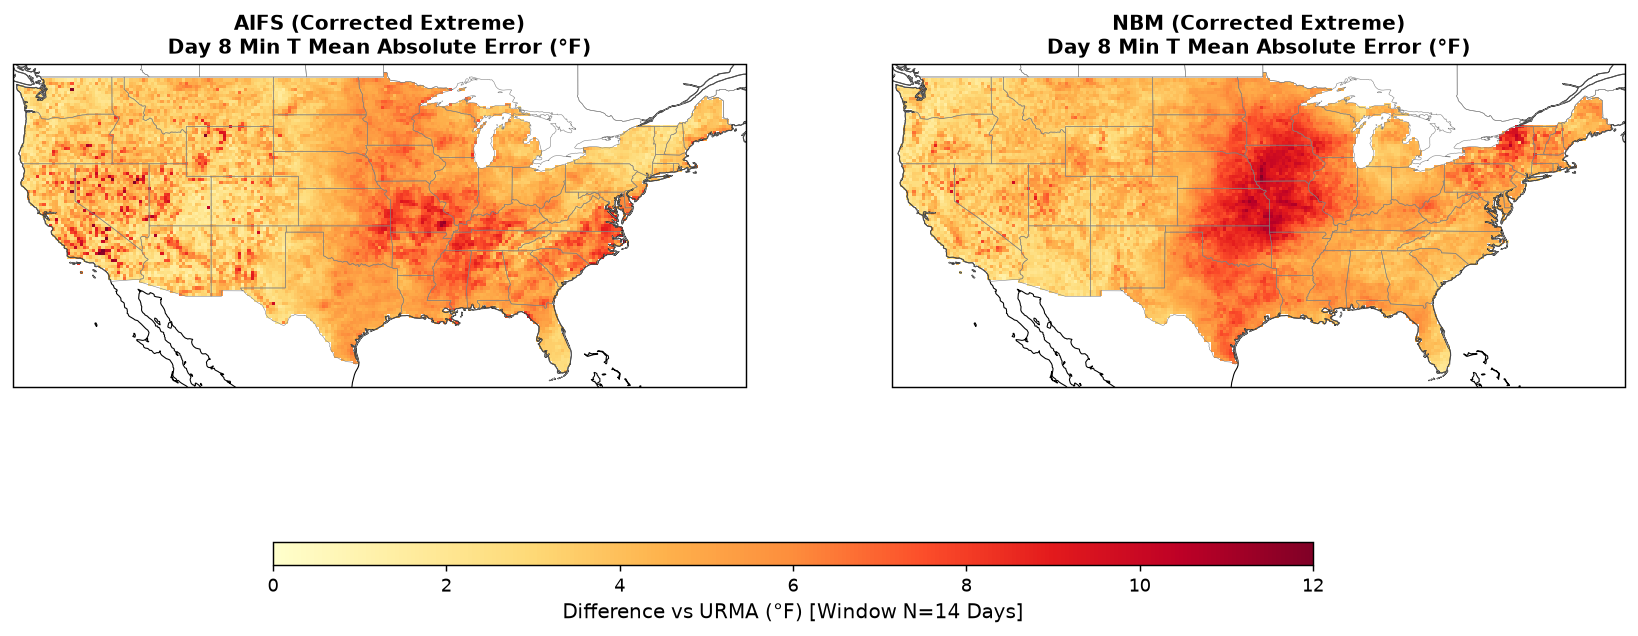 AIFS (Corrected Extreme)
Day 8 Min T Mean Absolute Error (°F)
NBM (Corrected Extreme)
Day 8 Min T Mean Absolute Error (°F)
0 2 4 6 8 10 12
Difference vs URMA (°F) [Window N=14 Days]